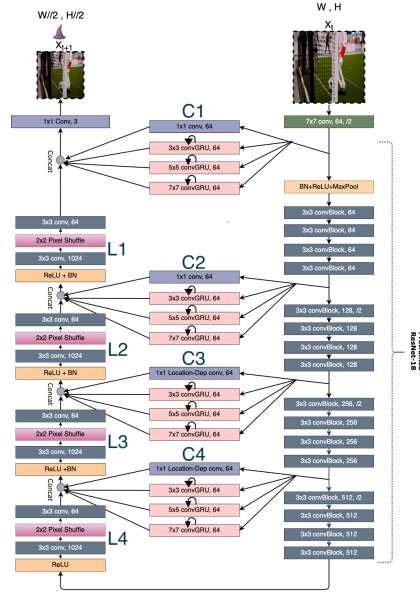 W//2 , H//2
X̂t+1
W , H
Xt
1x1 Conv, 3
Concat
C1
1x1 conv, 64
3x3 convGRU, 64
5x5 convGRU, 64
7x7 convGRU, 64
7x7 conv, 64, /2
BN+ReLU+MaxPool
3x3 convBlock, 64
3x3 convBlock, 64
3x3 convBlock, 64
3x3 convBlock, 64
3x3 conv, 64
2x2 Pixel Shuffle
3x3 conv, 1024
ReLU + BN
L1
Concat
C2
1x1 conv, 64
3x3 convGRU, 64
5x5 convGRU, 64
7x7 convGRU, 64
3x3 convBlock, 128, /2
3x3 convBlock, 128
3x3 convBlock, 128
3x3 convBlock, 128
3x3 conv, 64
2x2 Pixel Shuffle
3x3 conv, 1024
ReLU + BN
L2
Concat
C3
1x1 Location-Dep conv, 64
3x3 convGRU, 64
5x5 convGRU, 64
7x7 convGRU, 64
3x3 convBlock, 256, /2
3x3 convBlock, 256
3x3 convBlock, 256
3x3 convBlock, 256
3x3 conv, 64
2x2 Pixel Shuffle
3x3 conv, 1024
ReLU +BN
L3
Concat
C4
1x1 Location-Dep conv, 64
3x3 convGRU, 64
5x5 convGRU, 64
7x7 convGRU, 64
3x3 convBlock, 512, /2
3x3 convBlock, 512
3x3 convBlock, 512
3x3 convBlock, 512
3x3 conv, 64
2x2 Pixel Shuffle
3x3 conv, 1024
ReLU
L4
ResNet-18